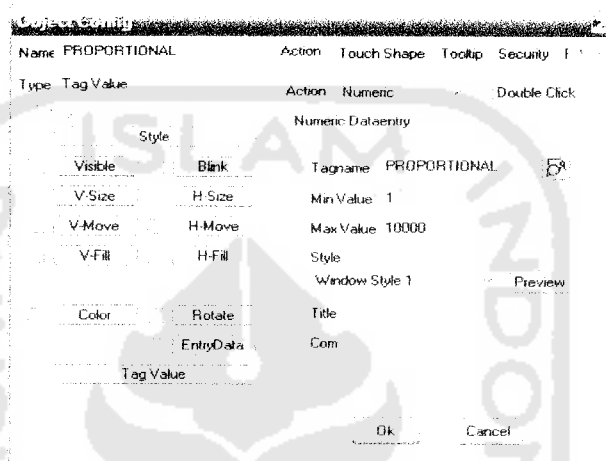 Object Config
Name PROPORTIONAL
Action Touch Shape Tooltip Security
Type Tag Value
Action Numeric Double Click
Numeric Dataentry
Style
Visible Blink
Tagname PROPORTIONAL
V-Size H-Size
Min Value 1
V-Move H-Move
Max Value 10000
V-Fill H-Fill
Style
Window Style 1 Preview
Color Rotate
Title
EntryData
Com
Tag Value
Ok Cancel
ISLAM
INDO